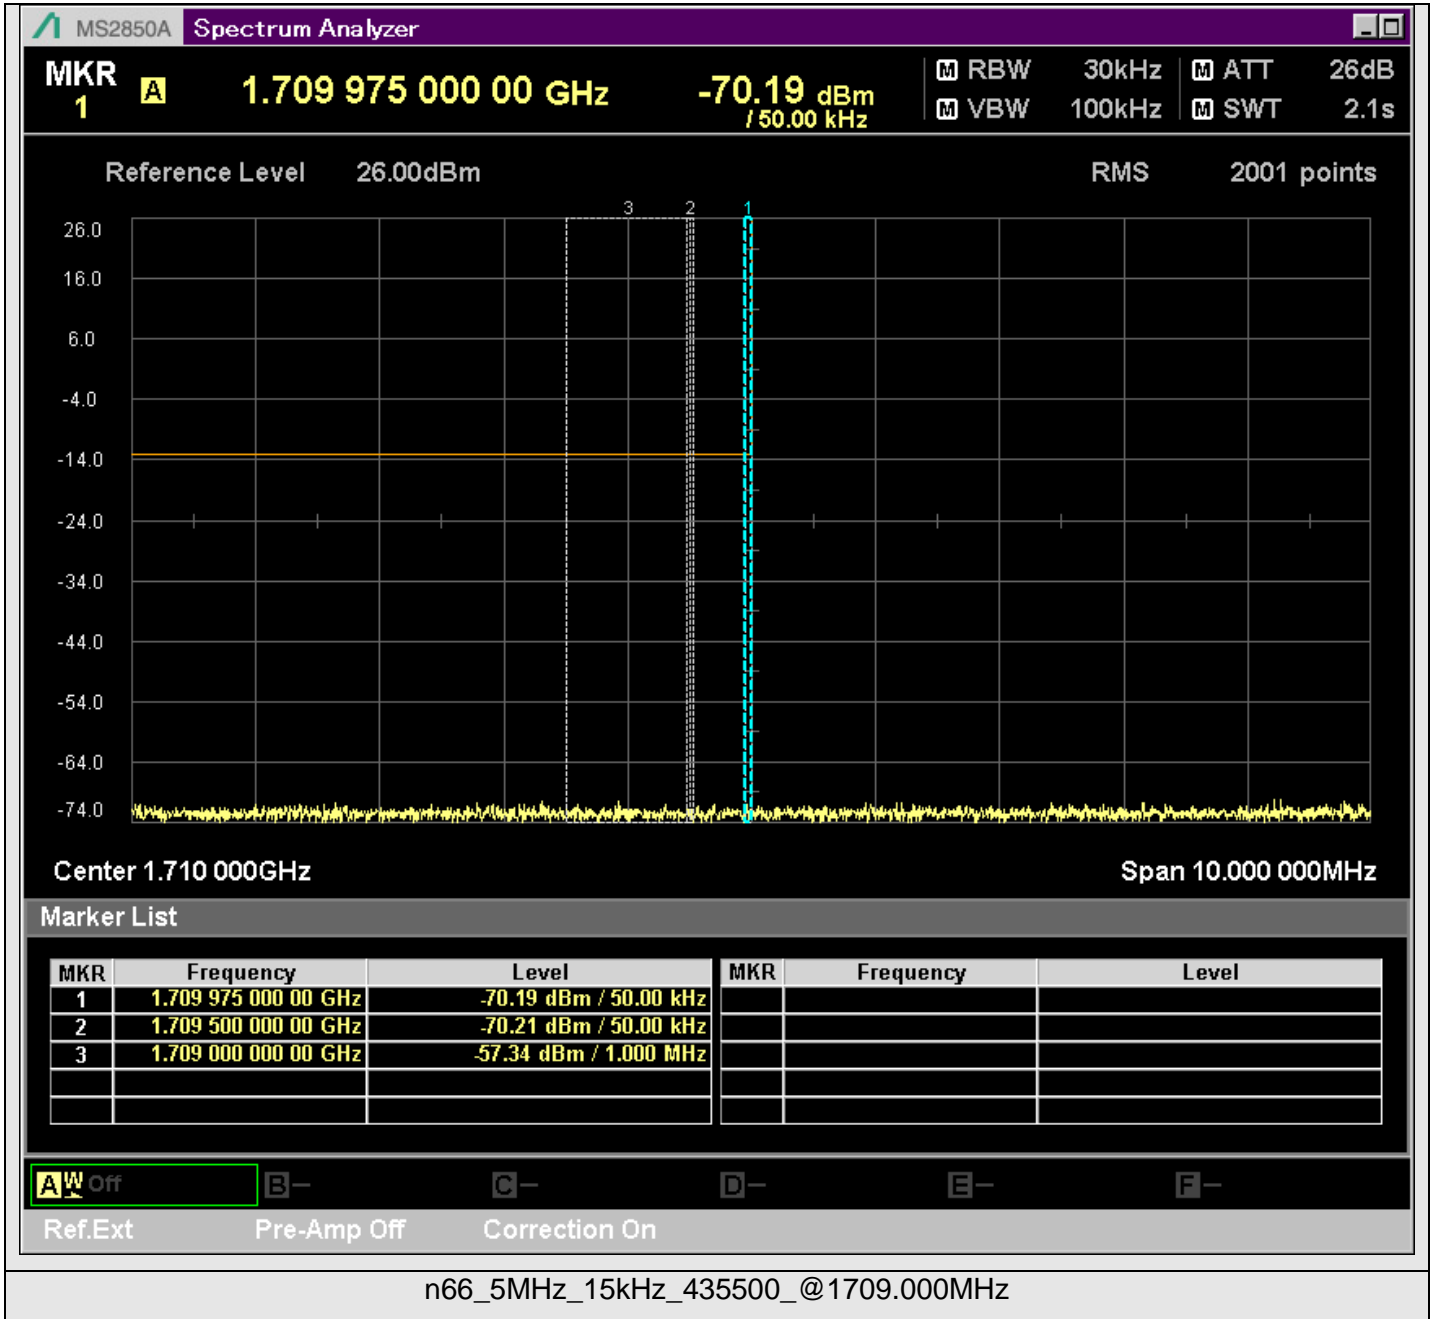 MS2850A Spectrum Analyzer
MKR 1 A 1.709 975 000 00 GHz -70.19 dBm / 50.00 kHz
M RBW 30kHz M ATT 26dB
M VBW 100kHz M SWT 2.1s
Reference Level 26.00dBm RMS 2001 points
3 2 1
26.0
16.0
6.0
-4.0
-14.0
-24.0
-34.0
-44.0
-54.0
-64.0
-74.0
Center 1.710 000GHz Span 10.000 000MHz
Marker List
MKR Frequency Level MKR Frequency Level
1 1.709 975 000 00 GHz -70.19 dBm / 50.00 kHz
2 1.709 500 000 00 GHz -70.21 dBm / 50.00 kHz
3 1.709 000 000 00 GHz -57.34 dBm / 1.000 MHz
A W Off B - C - D - E - F -
Ref.Ext Pre-Amp Off Correction On
n66_5MHz_15kHz_435500_@1709.000MHz